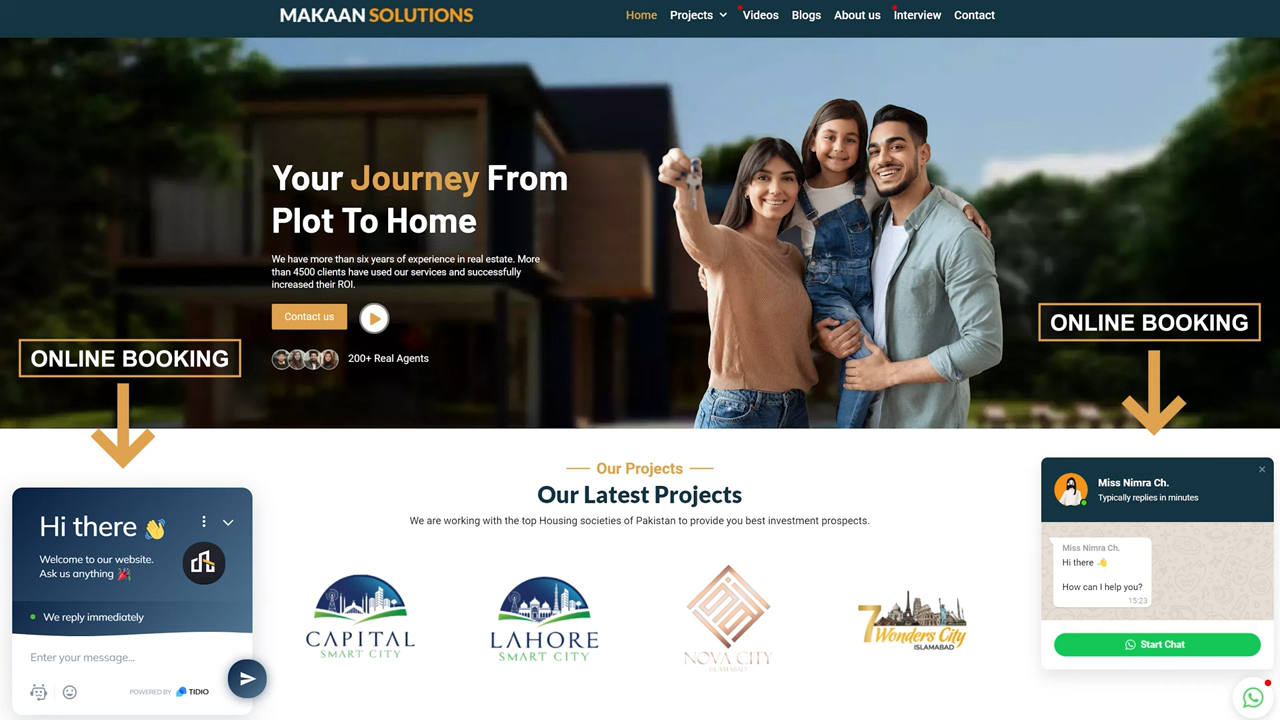 MAKAAN SOLUTIONS
Home Projects Videos Blogs About us Interview Contact
Your Journey From
Plot To Home
We have more than six years of experience in real estate. More
than 4500 clients have used our services and successfully
increased their ROI.
Contact us
200+ Real Agents
ONLINE BOOKING
ONLINE BOOKING
Our Projects
Our Latest Projects
We are working with the top Housing societies of Pakistan to provide you best investment prospects.
CAPITAL
SMART CITY
LAHORE
SMART CITY
NOVA CITY
ISLAMABAD
7 Wonders City
ISLAMABAD
Hi there 👋
Welcome to our website.
Ask us anything 🎉
We reply immediately
Enter your message...
POWERED BY TIDIO
Miss Nimra Ch.
Typically replies in minutes
Miss Nimra Ch.
Hi there 👋
How can I help you?
15:23
Start Chat